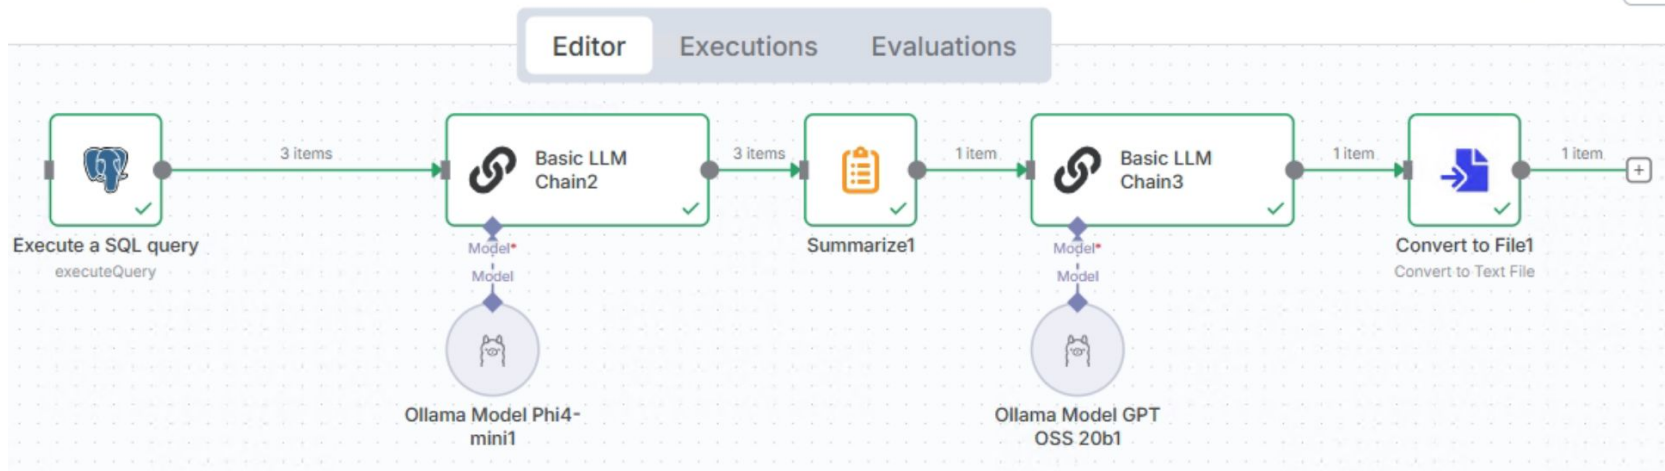 Editor
Executions
Evaluations
3 items
Basic LLM
Chain2
3 items
1 item
Basic LLM
Chain3
1 item
1 item
Execute a SQL query
executeQuery
Model*
Model
Summarize1
Model*
Model
Convert to File1
Convert to Text File
Ollama Model Phi4-
mini1
Ollama Model GPT
OSS 20b1